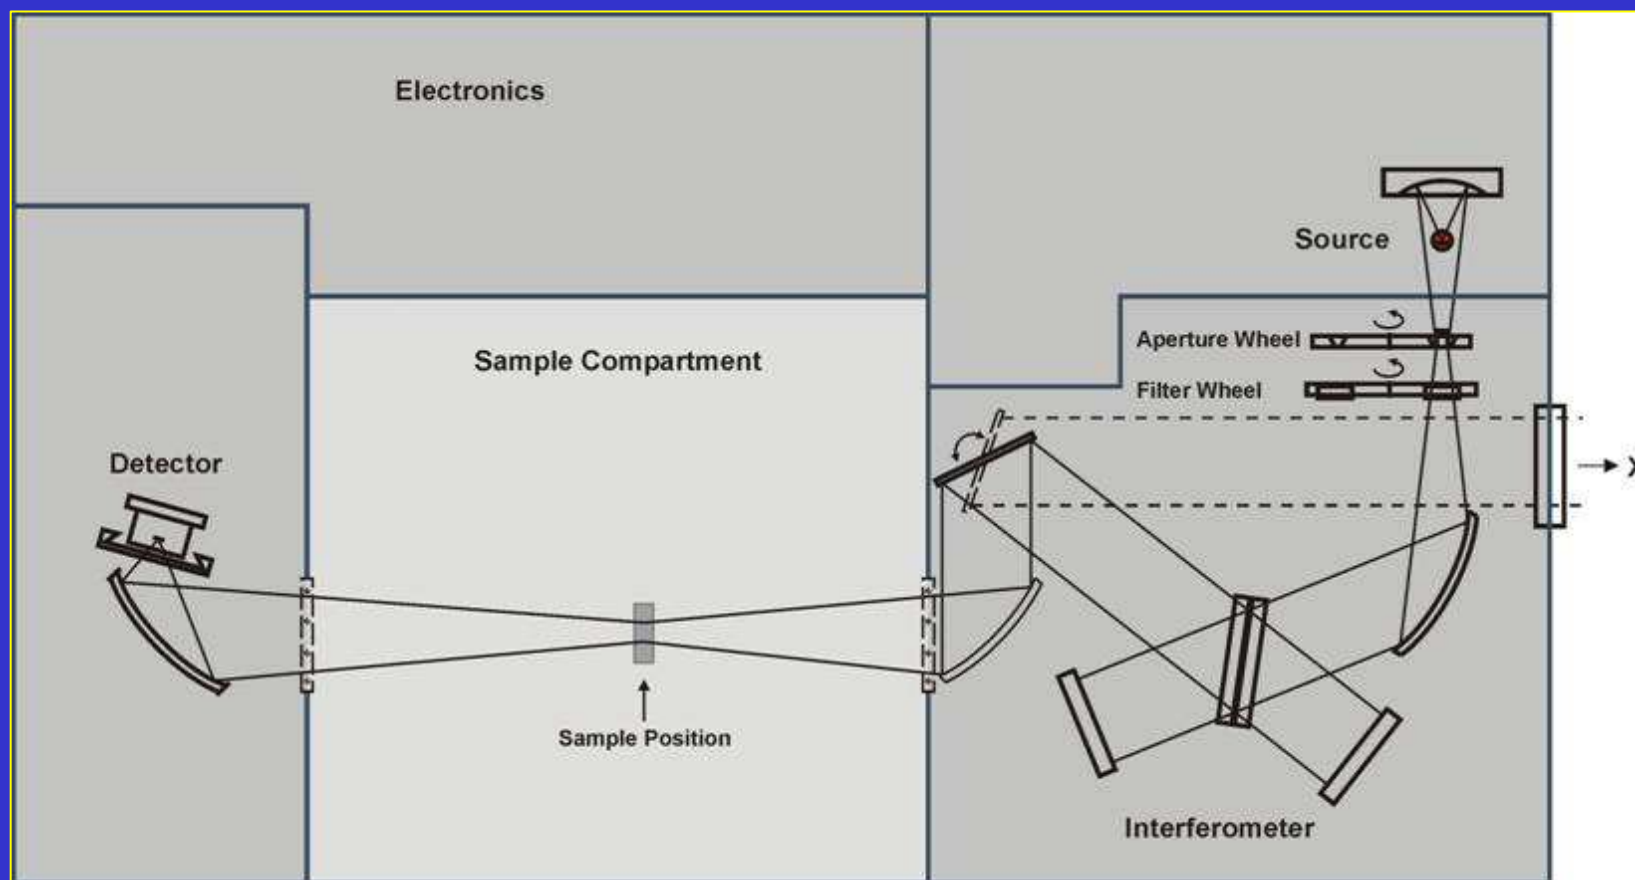 Electronics
Source
Aperture Wheel
Sample Compartment
Filter Wheel
Detector
X
Sample Position
Interferometer